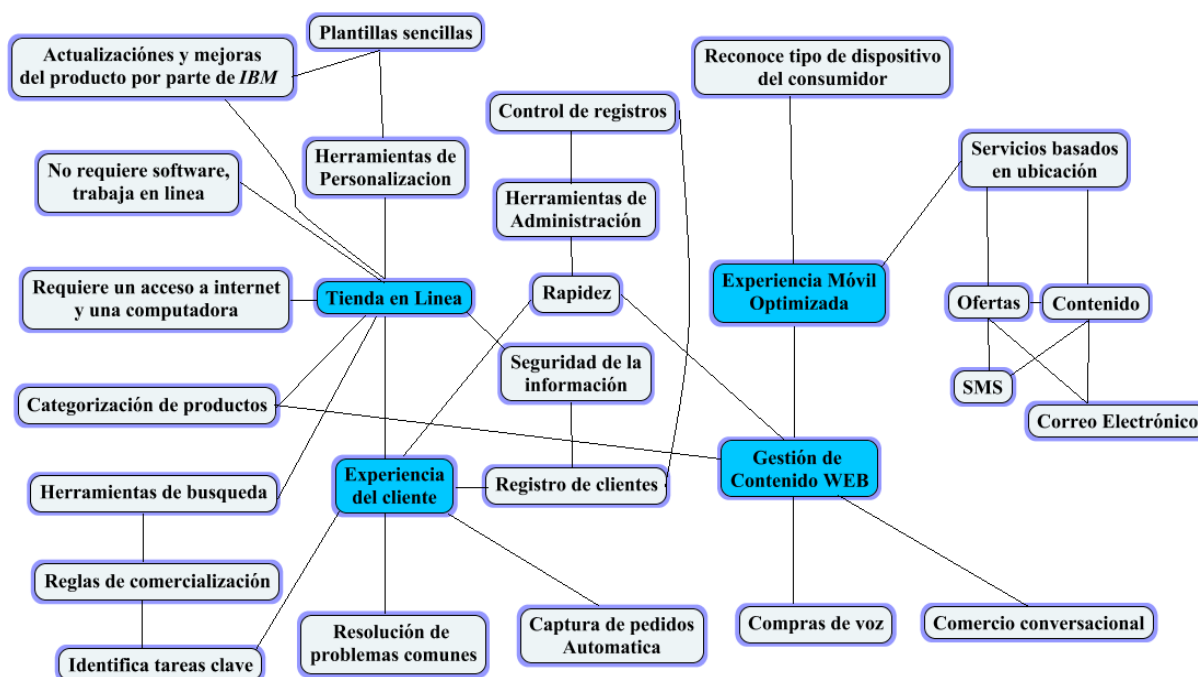 Plantillas sencillas
Actualizaciónes y mejoras
del producto por parte de IBM
Reconoce tipo de dispositivo
del consumidor
Control de registros
No requiere software,
trabaja en linea
Herramientas de
Personalizacion
Servicios basados
en ubicación
Herramientas de
Administración
Requiere un acceso a internet
y una computadora
Tienda en Linea
Rapidez
Experiencia Móvil
Optimizada
Ofertas
Contenido
Seguridad de la
información
SMS
Categorización de productos
Correo Electrónico
Herramientas de busqueda
Experiencia
del cliente
Registro de clientes
Gestión de
Contenido WEB
Reglas de comercialización
Identifica tareas clave
Resolución de
problemas comunes
Captura de pedidos
Automatica
Compras de voz
Comercio conversacional